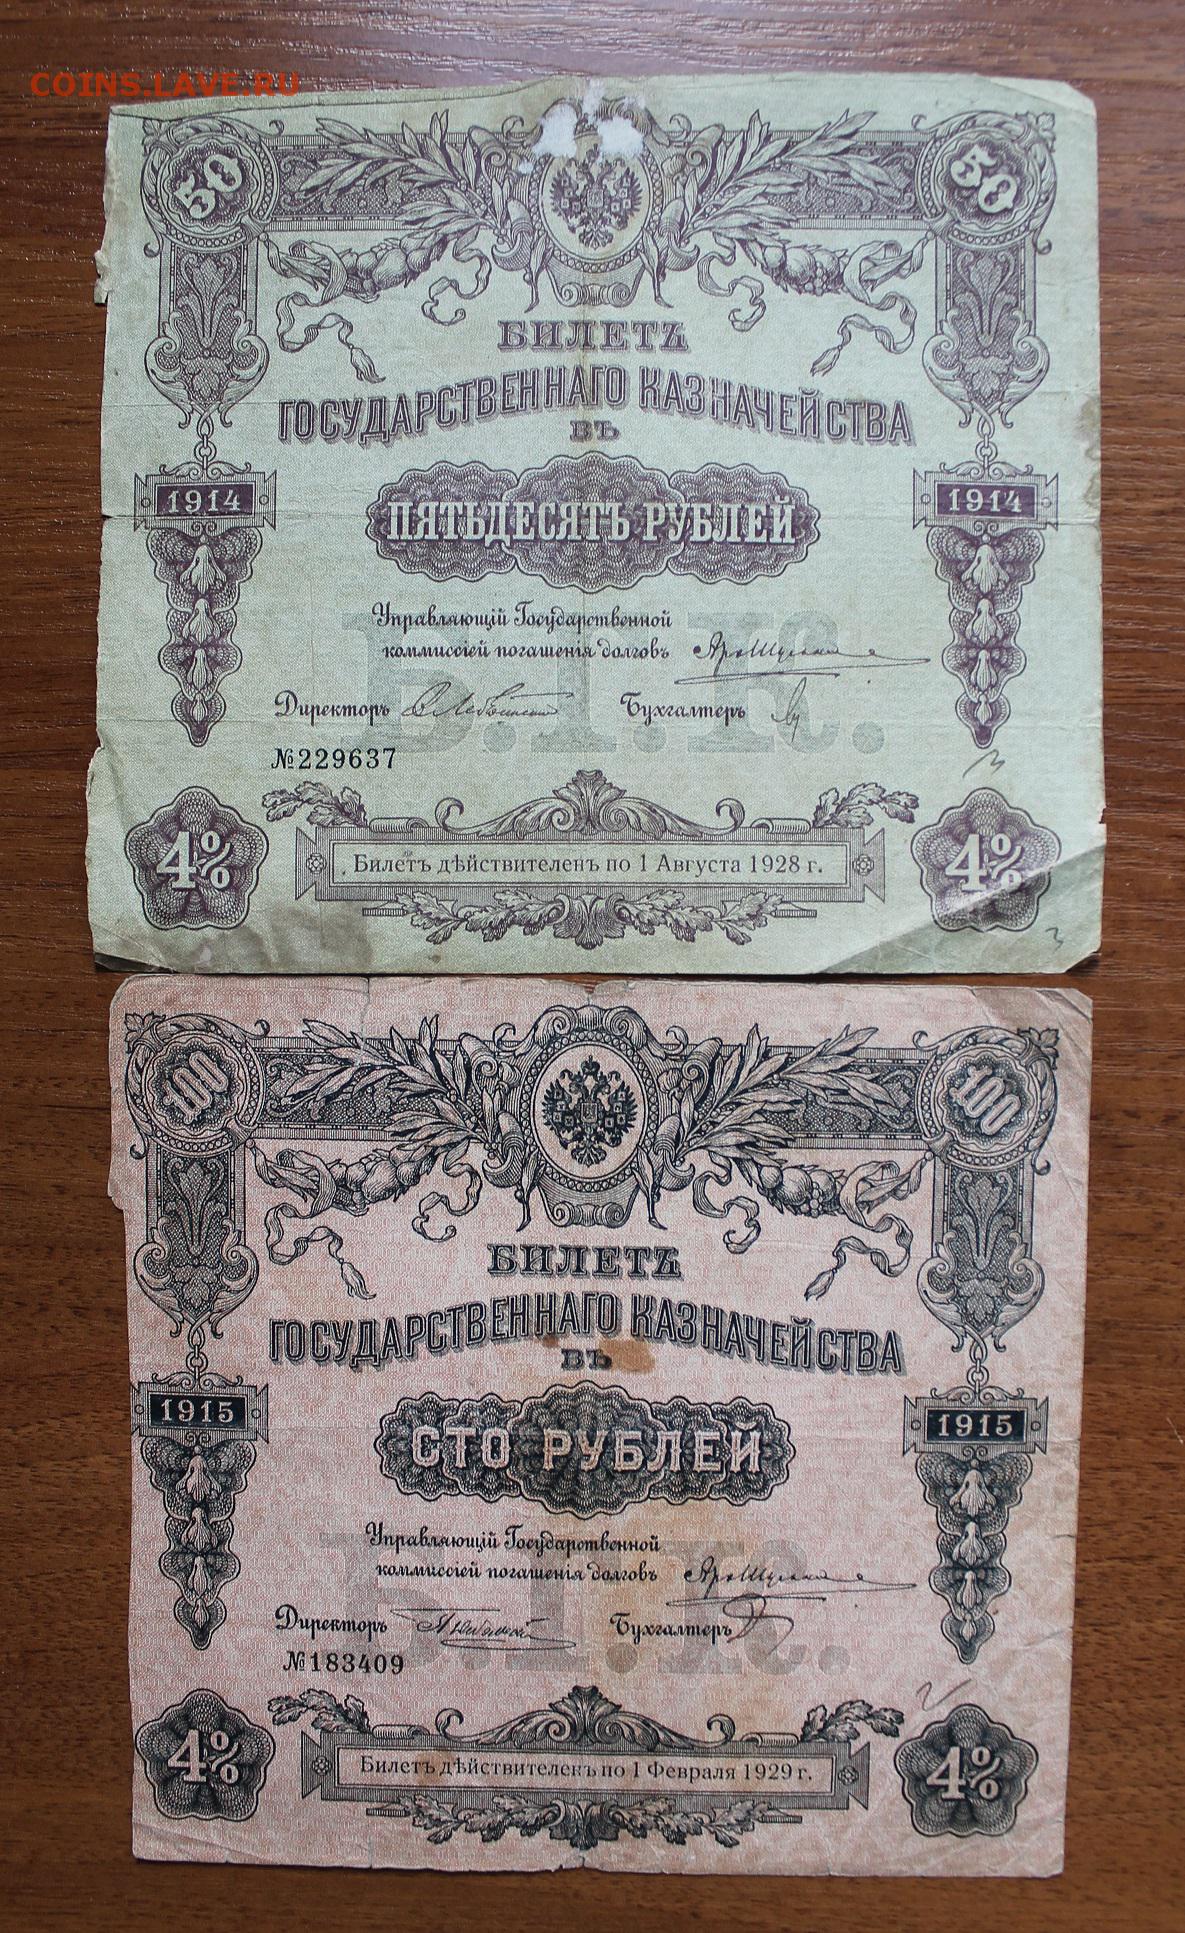 COINS.LAVE.RU
50 50
БИЛЕТЪ
ГОСУДАРСТВЕННАГО КАЗНАЧЕЙСТВА
ВЪ
1914 1914
ПЯТЬДЕСЯТЪ РУБЛЕЙ
Управляющій Государственной
коммиссіей погашенія долговъ
Директоръ Бухгалтеръ
Б.Г.К.
№229637
4% 4%
Билетъ дѣйствителенъ по 1 Августа 1928 г.
100 100
БИЛЕТЪ
ГОСУДАРСТВЕННАГО КАЗНАЧЕЙСТВА
ВЪ
1915 1915
СТО РУБЛЕЙ
Управляющій Государственной
коммиссіей погашенія долговъ
Директоръ Бухгалтеръ
Б.Г.К.
№183409
4% 4%
Билетъ дѣйствителенъ по 1 Февраля 1929 г.